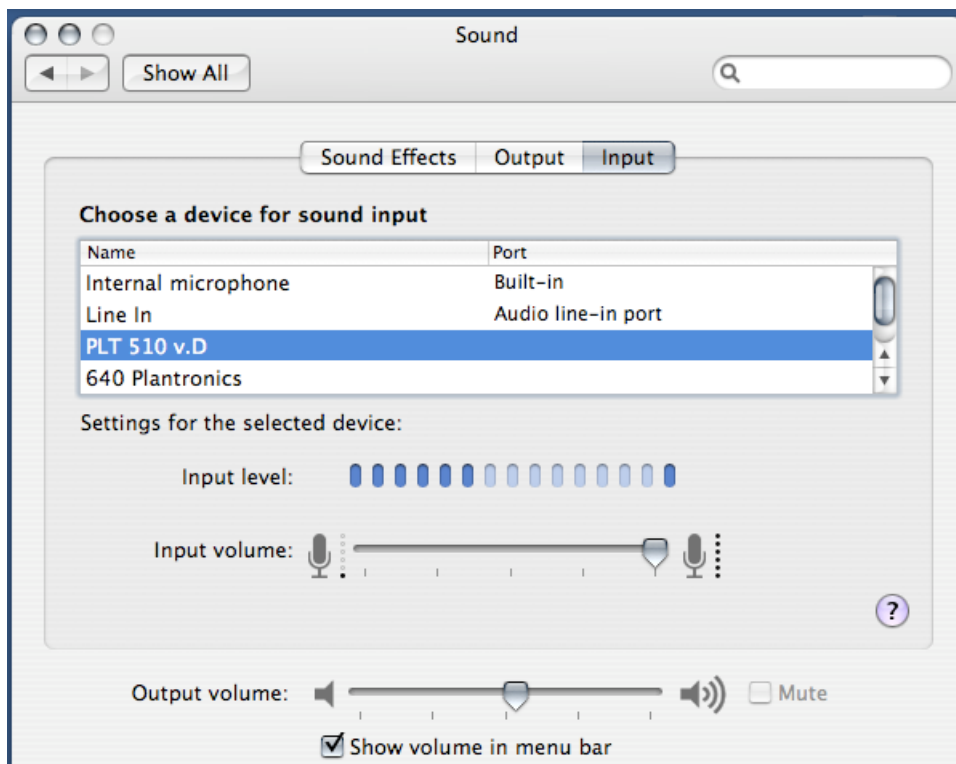 Sound
Show All
Sound Effects Output Input
Choose a device for sound input
Name Port
Internal microphone Built-in
Line In Audio line-in port
PLT 510 v.D
640 Plantronics
Settings for the selected device:
Input level:
Input volume:
?
Output volume: Mute
Show volume in menu bar